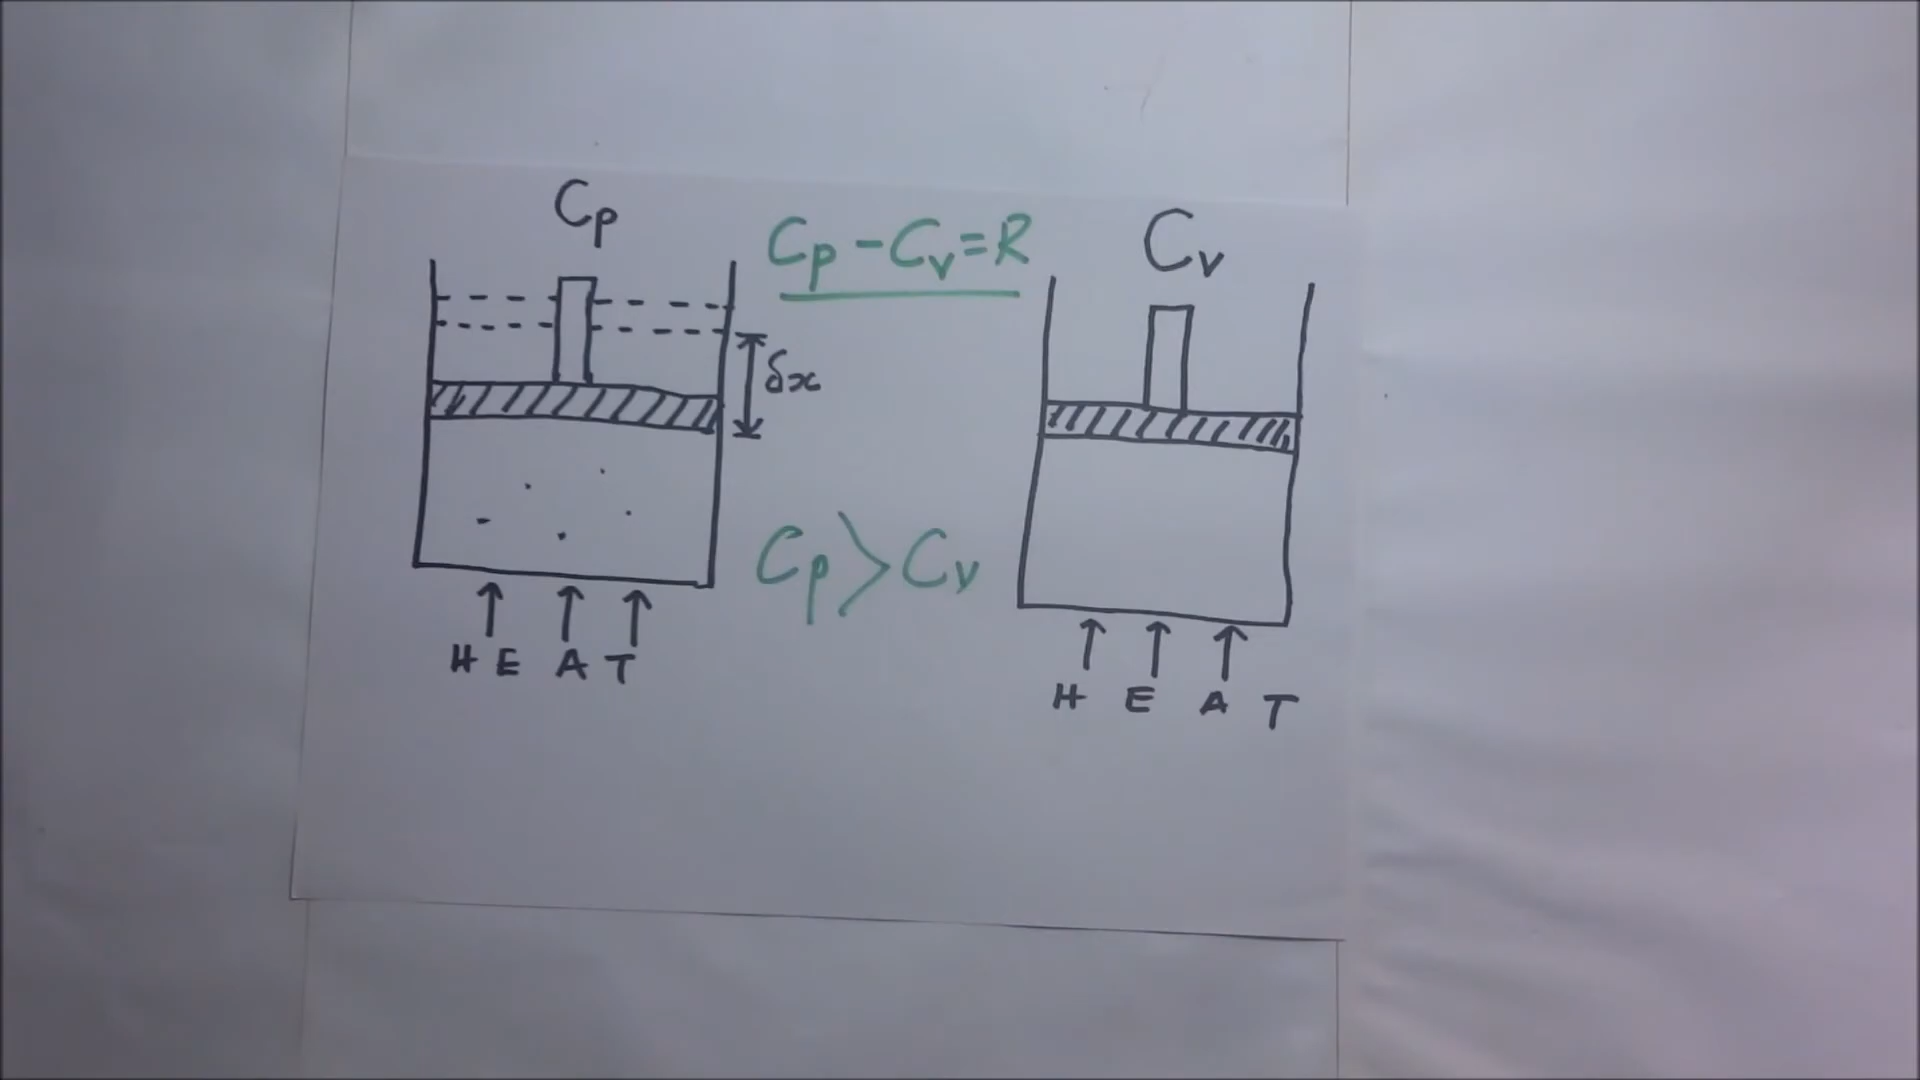 Cp
Cp - Cv = R
Cv
δx
Cp > Cv
HEAT
HEAT